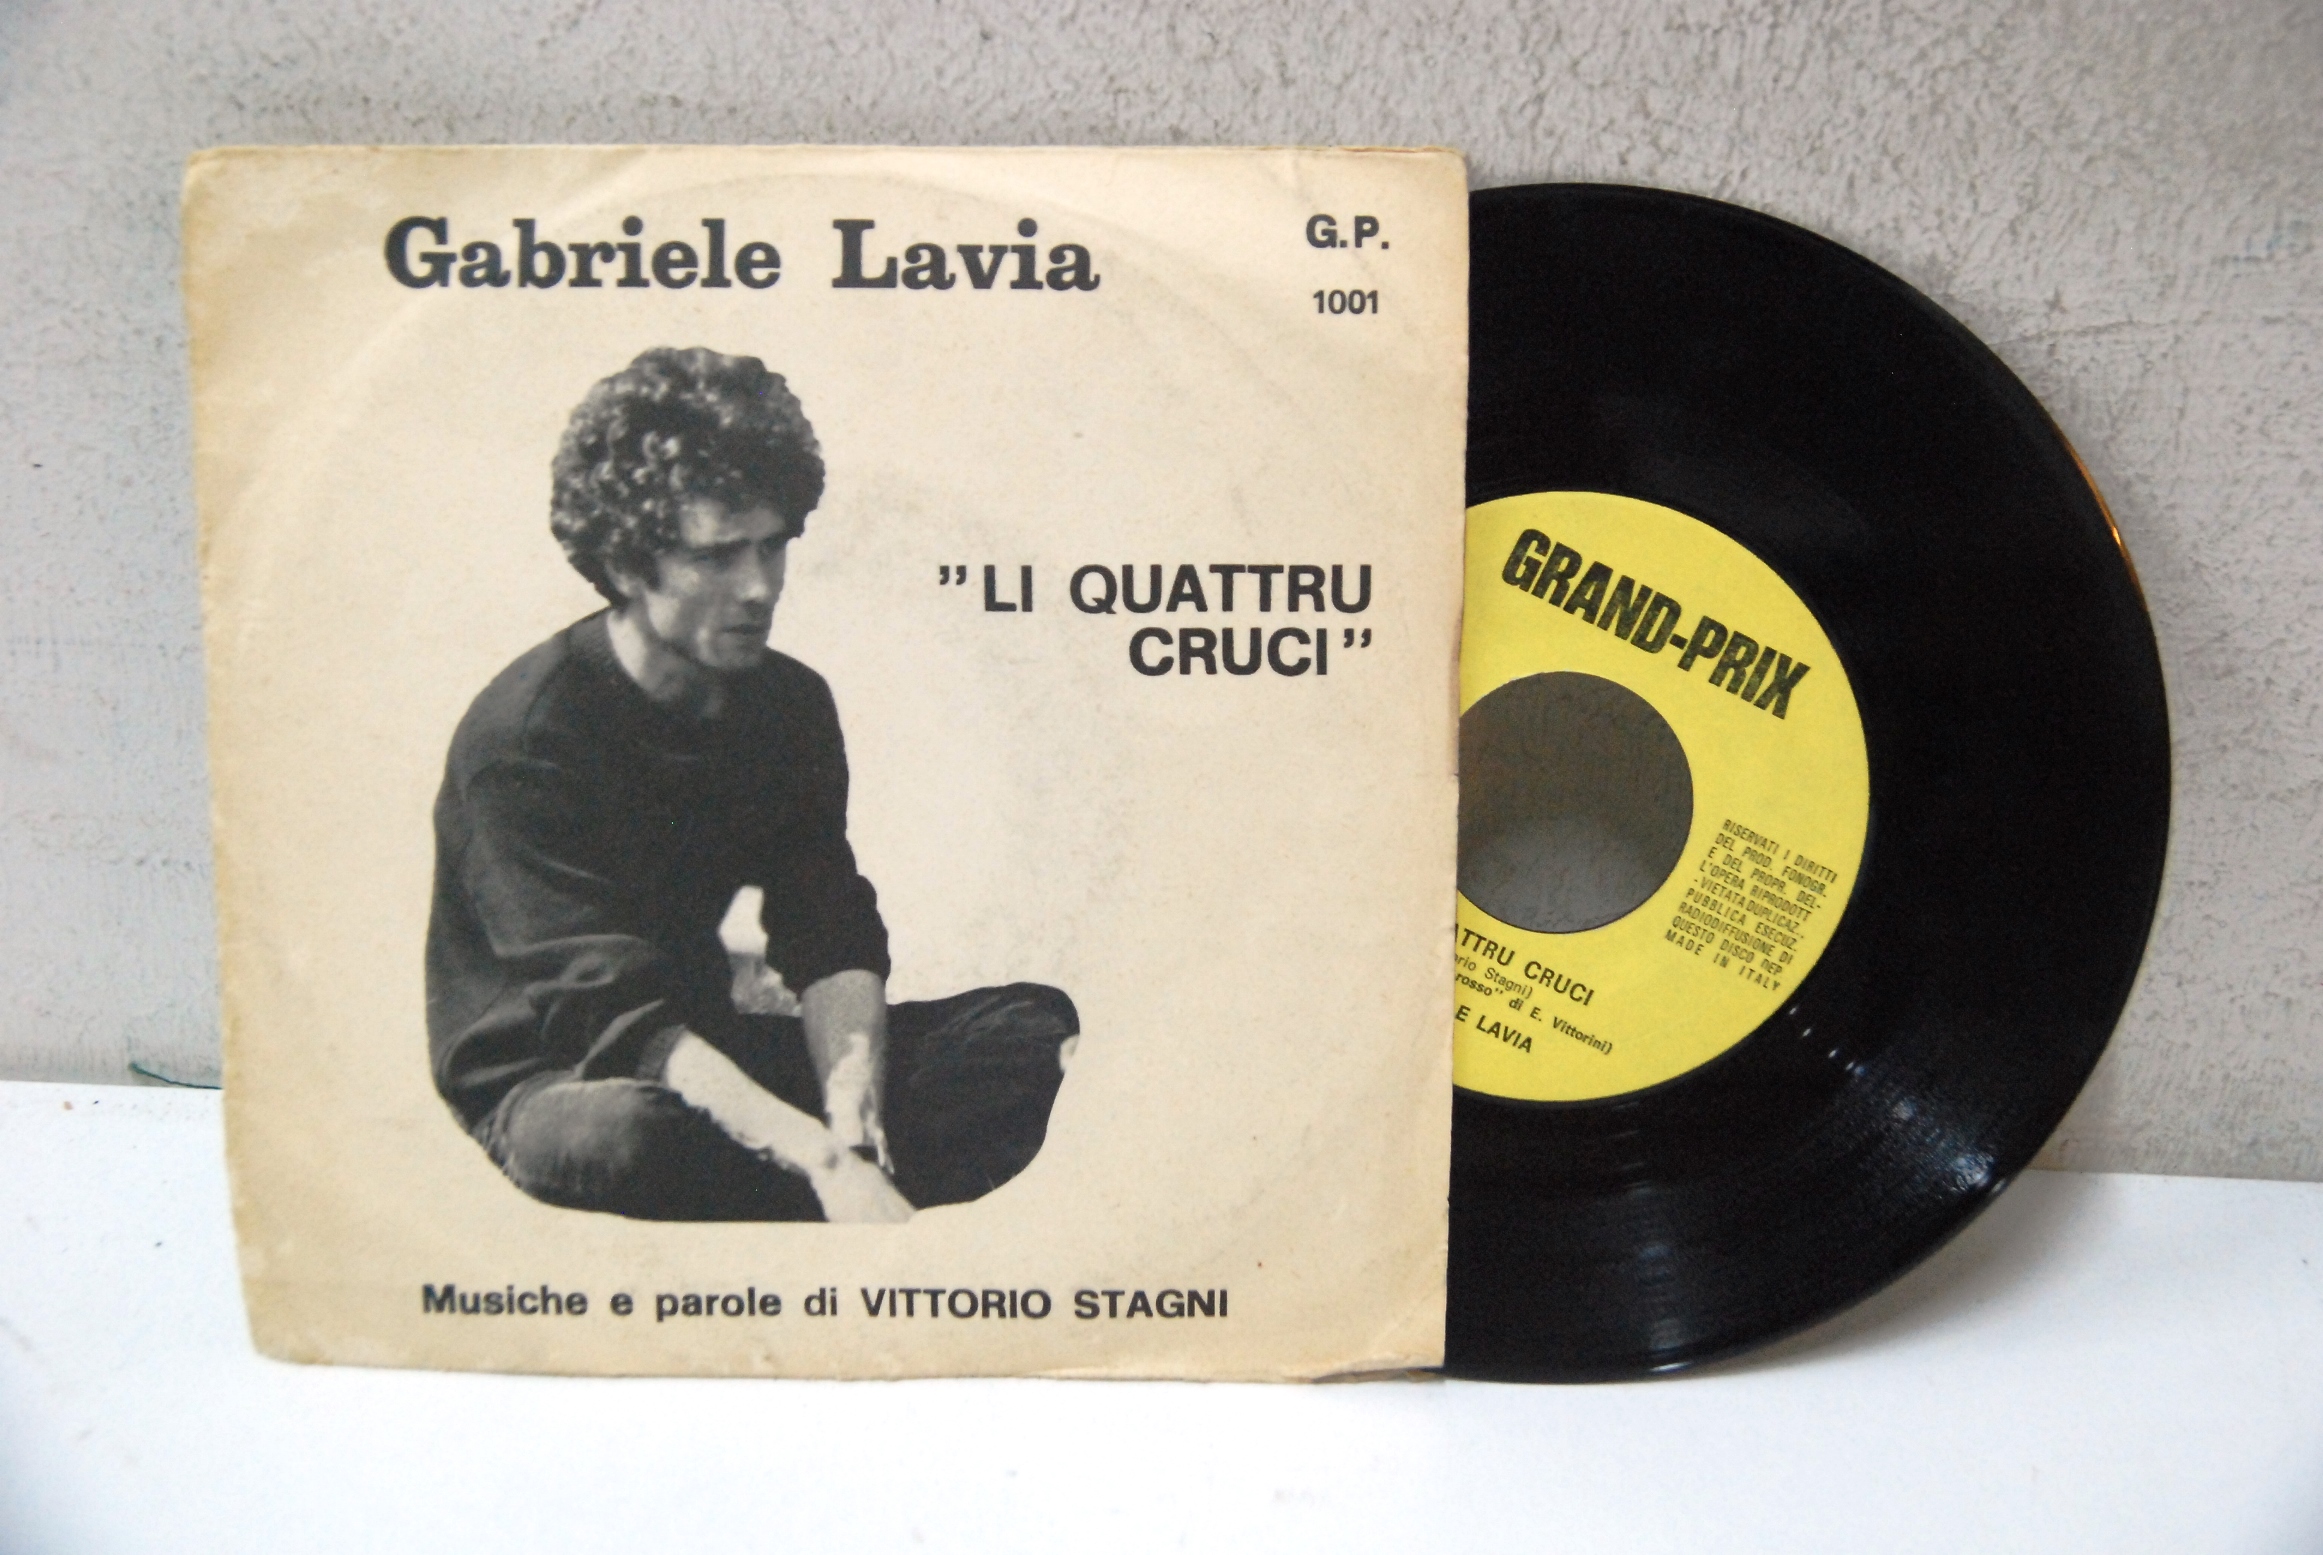 Gabriele Lavia
G.P.
1001
”LI QUATTRU
CRUCI”
Musiche e parole di VITTORIO STAGNI
GRAND-PRIX
RISERVATI I DIRITTI
DEL PROD. FONOGR.
E DEL PROPR. DEL-
L'OPERA RIPRODOTT
- VIETATA DUPLICAZ.
PUBBLICA ESECUZ.
RADIODIFFUSIONE DI
QUESTO DISCO DEP
MADE IN ITALY
ATTRU CRUCI
orio Stagni)
rosso" di E. Vittorini)
E LAVIA